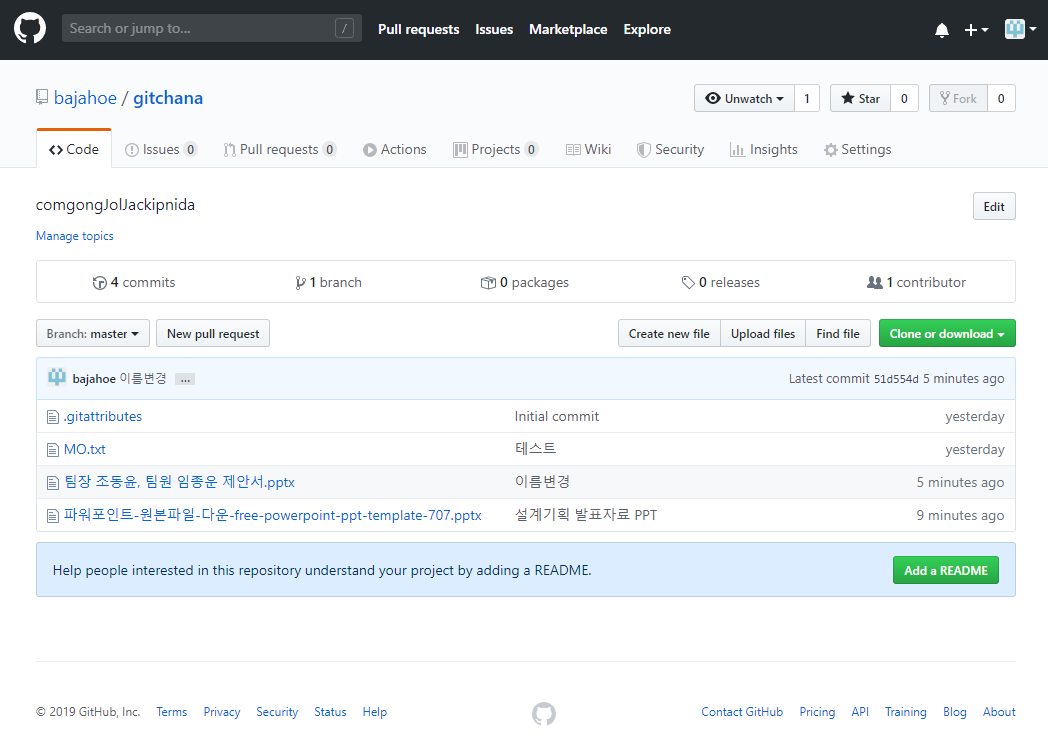 Search or jump to... / Pull requests Issues Marketplace Explore
bajahoe / gitchana Unwatch 1 Star 0 Fork 0
Code Issues 0 Pull requests 0 Actions Projects 0 Wiki Security Insights Settings
comgongJolJackipnida Edit
Manage topics
4 commits 1 branch 0 packages 0 releases 1 contributor
Branch: master New pull request Create new file Upload files Find file Clone or download
bajahoe 이름변경 ... Latest commit 51d554d 5 minutes ago
.gitattributes Initial commit yesterday
MO.txt 테스트 yesterday
팀장 조동윤, 팀원 임종운 제안서.pptx 이름변경 5 minutes ago
파워포인트-원본파일-다운-free-powerpoint-ppt-template-707.pptx 설계기획 발표자료 PPT 9 minutes ago
Help people interested in this repository understand your project by adding a README. Add a README
© 2019 GitHub, Inc. Terms Privacy Security Status Help Contact GitHub Pricing API Training Blog About